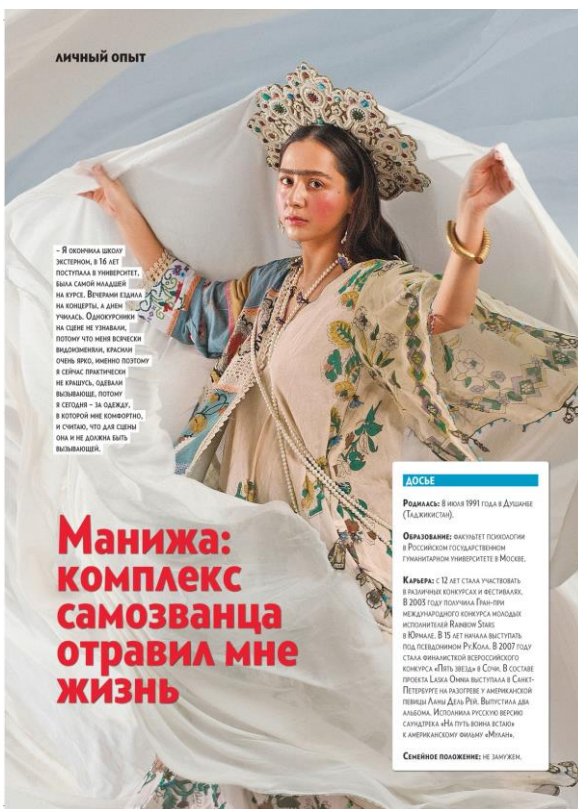 ЛИЧНЫЙ ОПЫТ
– Я ОКОНЧИЛА ШКОЛУ
ЭКСТЕРНОМ, В 16 ЛЕТ
ПОСТУПАЛА В УНИВЕРСИТЕТ,
БЫЛА САМОЙ МЛАДШЕЙ
НА КУРСЕ. ВЕЧЕРАМИ ЕЗДИЛА
НА КОНЦЕРТЫ, А ДНЕМ
УЧИЛАСЬ. ОДНОКУРСНИКИ
НА СЦЕНЕ НЕ УЗНАВАЛИ,
ПОТОМУ ЧТО МЕНЯ ВСЯЧЕСКИ
ВИДОИЗМЕНЯЛИ, КРАСИЛИ
ОЧЕНЬ ЯРКО, ИМЕННО ПОЭТОМУ
Я СЕЙЧАС ПРАКТИЧЕСКИ
НЕ КРАШУСЬ, ОДЕВАЛИ
ВЫЗЫВАЮЩЕ, ПОТОМУ
Я СЕГОДНЯ – ЗА ОДЕЖДУ,
В КОТОРОЙ МНЕ КОМФОРТНО,
И СЧИТАЮ, ЧТО ДЛЯ СЦЕНЫ
ОНА И НЕ ДОЛЖНА БЫТЬ
ВЫЗЫВАЮЩЕЙ.
Манижа:
комплекс
самозванца
отравил мне
жизнь
ДОСЬЕ
РОДИЛАСЬ: 8 ИЮЛЯ 1991 ГОДА В ДУШАНБЕ
(ТАДЖИКИСТАН).
ОБРАЗОВАНИЕ: ФАКУЛЬТЕТ ПСИХОЛОГИИ
В РОССИЙСКОМ ГОСУДАРСТВЕННОМ
ГУМАНИТАРНОМ УНИВЕРСИТЕТЕ В МОСКВЕ.
КАРЬЕРА: С 12 ЛЕТ СТАЛА УЧАСТВОВАТЬ
В РАЗЛИЧНЫХ КОНКУРСАХ И ФЕСТИВАЛЯХ.
В 2003 ГОДУ ПОЛУЧИЛА ГРАН-ПРИ
МЕЖДУНАРОДНОГО КОНКУРСА МОЛОДЫХ
ИСПОЛНИТЕЛЕЙ RAINBOW STARS
В ЮРМАЛЕ. В 15 ЛЕТ НАЧАЛА ВЫСТУПАТЬ
ПОД ПСЕВДОНИМОМ РУ.КОЛА. В 2007 ГОДУ
СТАЛА ФИНАЛИСТКОЙ ВСЕРОССИЙСКОГО
КОНКУРСА «ПЯТЬ ЗВЕЗД» В СОЧИ. В СОСТАВЕ
ПРОЕКТА LASKA OMNIA ВЫСТУПАЛА В САНКТ-
ПЕТЕРБУРГЕ НА РАЗОГРЕВЕ У АМЕРИКАНСКОЙ
ПЕВИЦЫ ЛАНЫ ДЕЛЬ РЕЙ. ВЫПУСТИЛА ДВА
АЛЬБОМА. ИСПОЛНИЛА РУССКУЮ ВЕРСИЮ
САУНДТРЕКА «НА ПУТЬ ВОИНА ВСТАЮ»
К АМЕРИКАНСКОМУ ФИЛЬМУ «МУЛАН».
СЕМЕЙНОЕ ПОЛОЖЕНИЕ: НЕ ЗАМУЖЕМ.